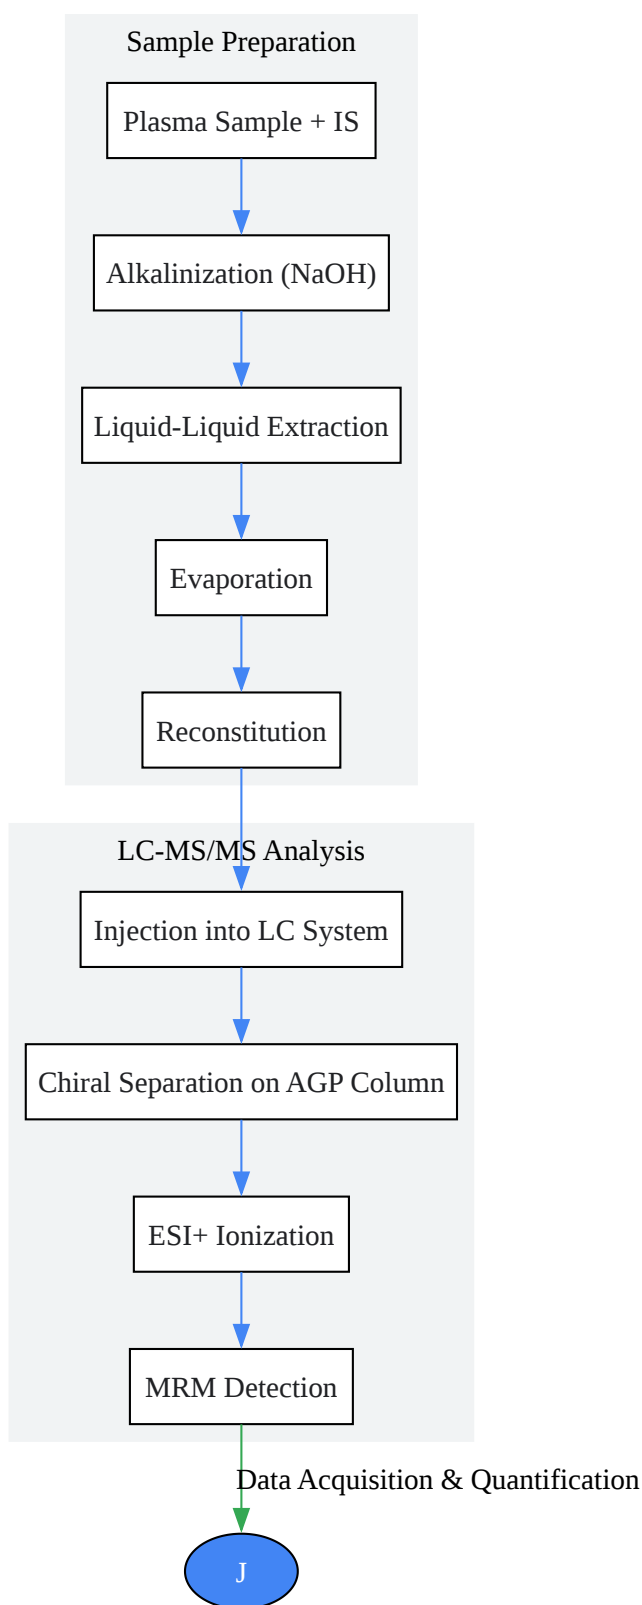 Sample Preparation
Plasma Sample + IS
Alkalinization (NaOH)
Liquid-Liquid Extraction
Evaporation
Reconstitution
LC-MS/MS Analysis
Injection into LC System
Chiral Separation on AGP Column
ESI+ Ionization
MRM Detection
Data Acquisition & Quantification
J